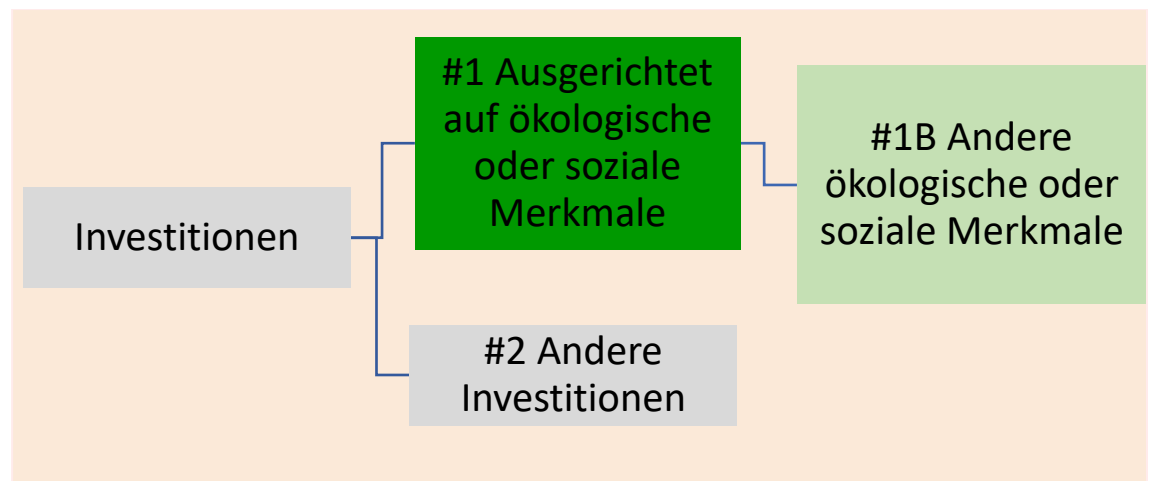 Investitionen
#1 Ausgerichtet
auf ökologische
oder soziale
Merkmale
#1B Andere
ökologische oder
soziale Merkmale
#2 Andere
Investitionen